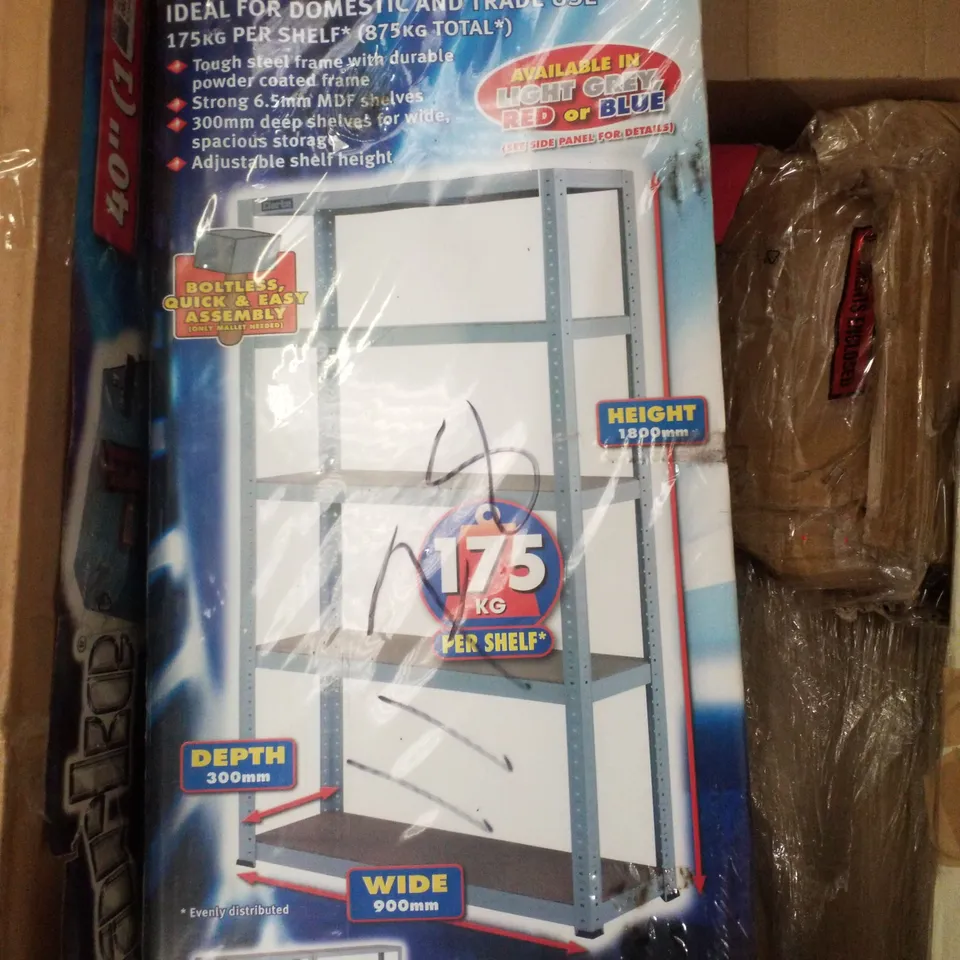 IDEAL FOR DOMESTIC AND TRADE USE
175KG PER SHELF* (875KG TOTAL*)
Tough steel frame with durable
powder coated frame
Strong 6.5mm MDF shelves
300mm deep shelves for wide,
spacious storage
Adjustable shelf height
AVAILABLE IN
LIGHT GREY,
RED or BLUE
(SEE SIDE PANEL FOR DETAILS)
40" (1
Clarke
BOLTLESS,
QUICK & EASY
ASSEMBLY
(ONLY MALLET NEEDED)
HEIGHT
1800mm
175
KG
PER SHELF*
DEPTH
300mm
WIDE
900mm
* Evenly distributed
ENCLOSED